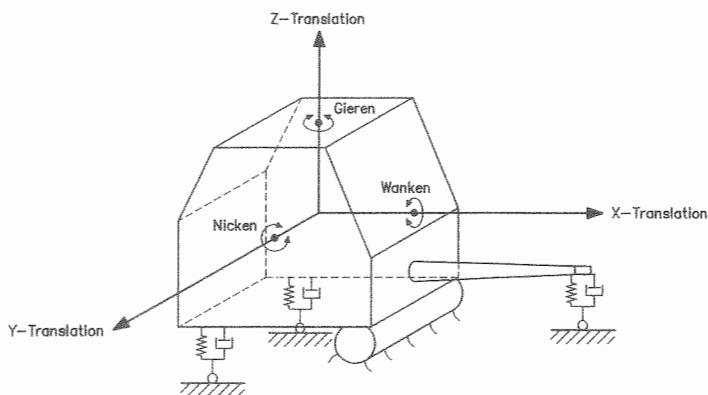 Z-Translation
Gieren
Wanken
X-Translation
Nicken
Y-Translation